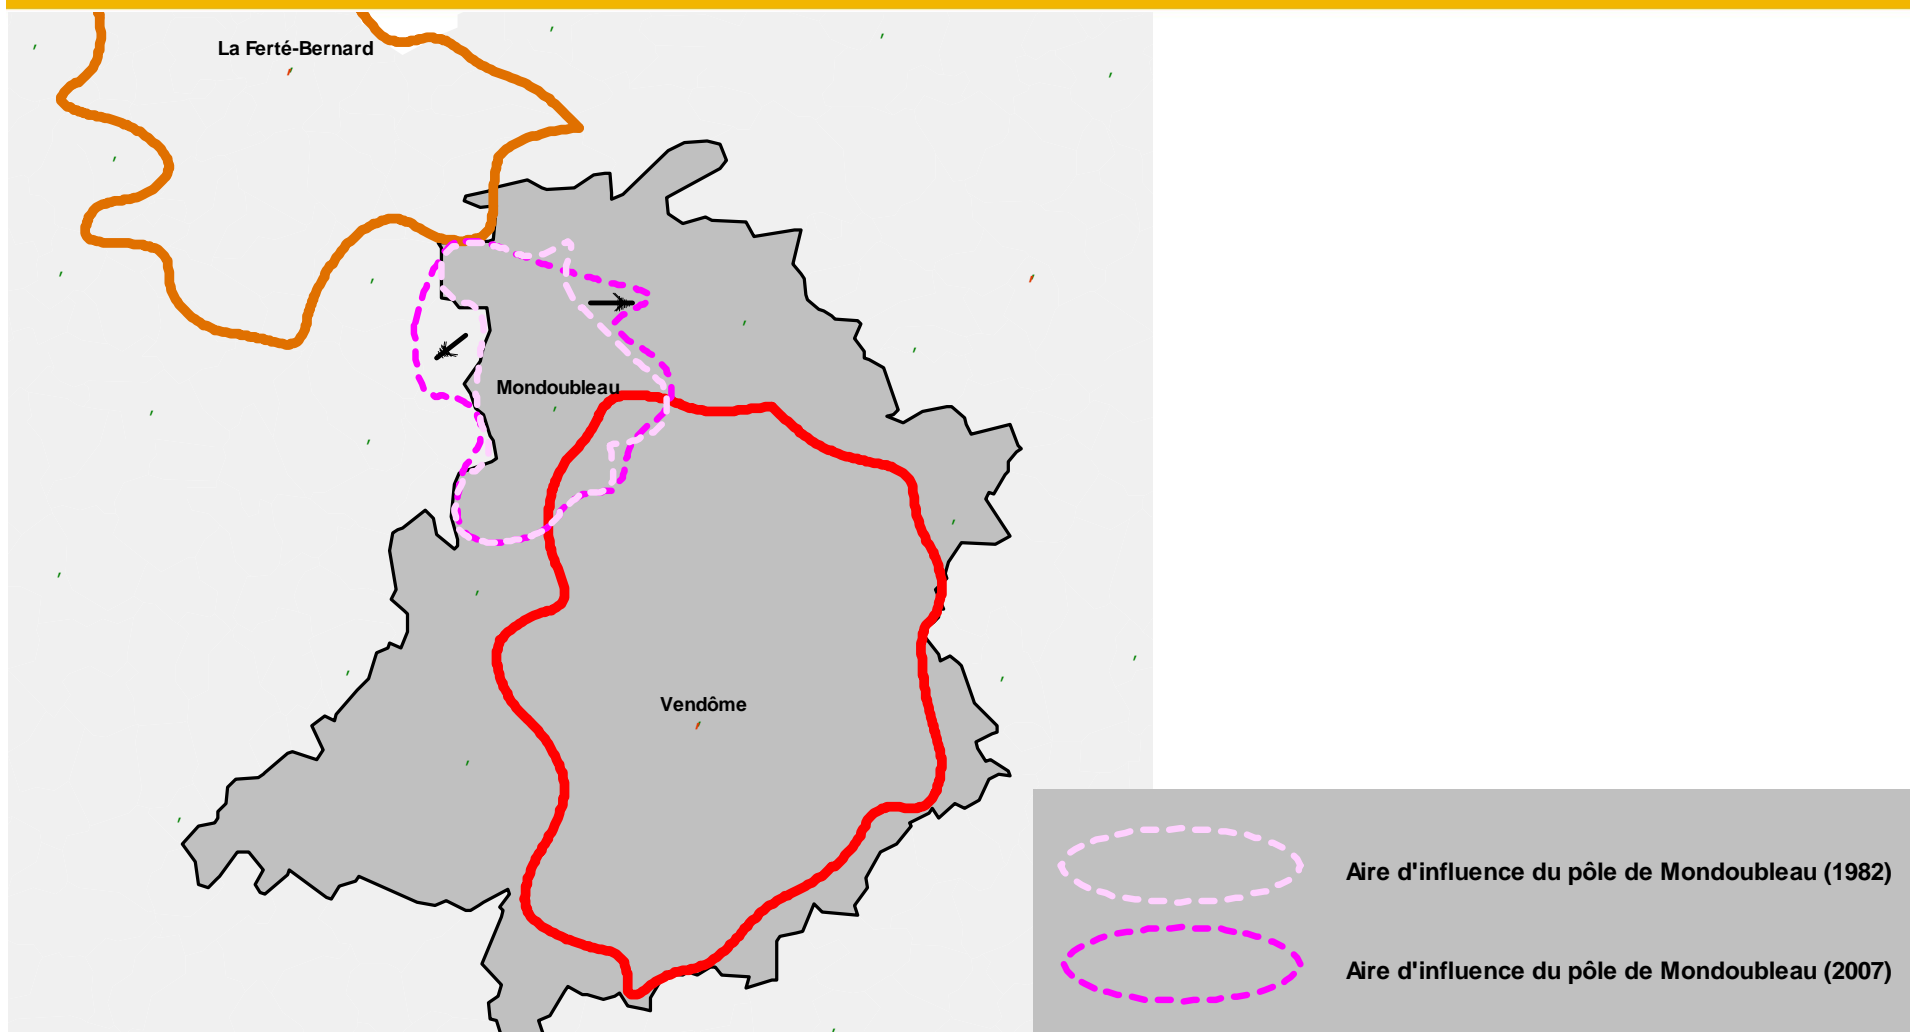 La Ferté-Bernard
Mondoubleau
Vendôme
Aire d'influence du pôle de Mondoubleau (1982)
Aire d'influence du pôle de Mondoubleau (2007)